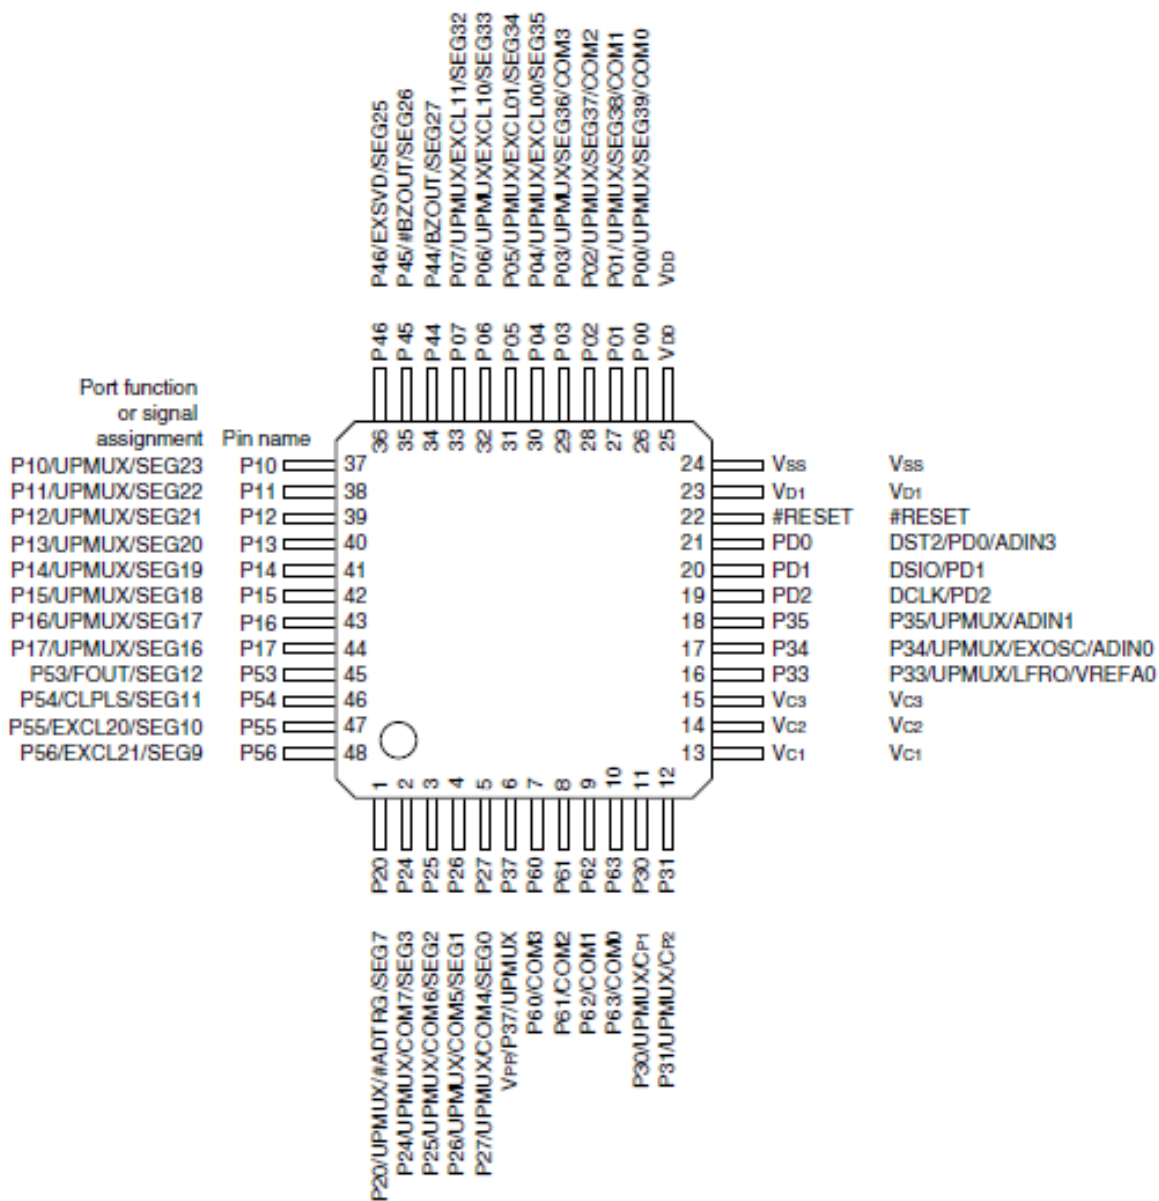 P46/EXSVD/SEG25
P45/#BZOUT/SEG26
P44/BZOUT/SEG27
P07/UPMUX/EXCL11/SEG32
P06/UPMUX/EXCL10/SEG33
P05/UPMUX/EXCL01/SEG34
P04/UPMUX/EXCL00/SEG35
P03/UPMUX/SEG36/COM3
P02/UPMUX/SEG37/COM2
P01/UPMUX/SEG38/COM1
P00/UPMUX/SEG39/COM0
VDD
P46
P45
P44
P07
P06
P05
P04
P03
P02
P01
P00
VDD
Port function
or signal
assignment Pin name
36 35 34 33 32 31 30 29 28 27 26 25
P10/UPMUX/SEG23 P10 37 24 VSS VSS
P11/UPMUX/SEG22 P11 38 23 VD1 VD1
P12/UPMUX/SEG21 P12 39 22 #RESET #RESET
P13/UPMUX/SEG20 P13 40 21 PD0 DST2/PD0/ADIN3
P14/UPMUX/SEG19 P14 41 20 PD1 DSIO/PD1
P15/UPMUX/SEG18 P15 42 19 PD2 DCLK/PD2
P16/UPMUX/SEG17 P16 43 18 P35 P35/UPMUX/ADIN1
P17/UPMUX/SEG16 P17 44 17 P34 P34/UPMUX/EXOSC/ADIN0
P53/FOUT/SEG12 P53 45 16 P33 P33/UPMUX/LFRO/VREFA0
P54/CLPLS/SEG11 P54 46 15 VC3 VC3
P55/EXCL20/SEG10 P55 47 14 VC2 VC2
P56/EXCL21/SEG9 P56 48 13 VC1 VC1
1 2 3 4 5 6 7 8 9 10 11 12
P20
P24
P25
P26
P27
P37
P60
P61
P62
P63
P30
P31
P20/UPMUX/#ADTRG/SEG7
P24/UPMUX/COM7/SEG3
P25/UPMUX/COM6/SEG2
P26/UPMUX/COM5/SEG1
P27/UPMUX/COM4/SEG0
VPP/P37/UPMUX
P60/COM3
P61/COM2
P62/COM1
P63/COM0
P30/UPMUX/CP1
P31/UPMUX/CP2